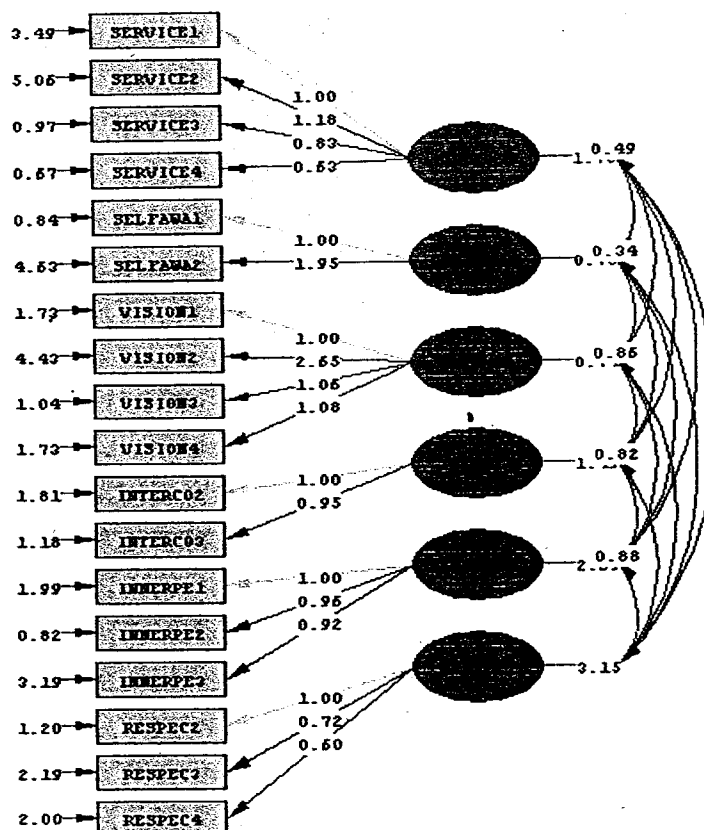 3.49 SERVICE1
5.06 SERVICE2
0.97 SERVICE3
0.67 SERVICE4
0.84 SELFAWA1
4.63 SELFAWA2
1.73 VISION1
4.43 VISION2
1.04 VISION3
1.73 VISION4
1.81 INTERCO2
1.18 INTERCO3
1.99 INNERPE1
0.82 INNERPE2
3.19 INNERPE3
1.20 RESPEC2
2.19 RESPEC3
2.00 RESPEC4
1.00
1.18
0.83
0.63
1.00
1.95
1.00
2.65
1.06
1.08
1.00
0.95
1.00
0.96
0.92
1.00
0.72
0.60
0.49
0.34
0.86
0.82
0.88
3.15